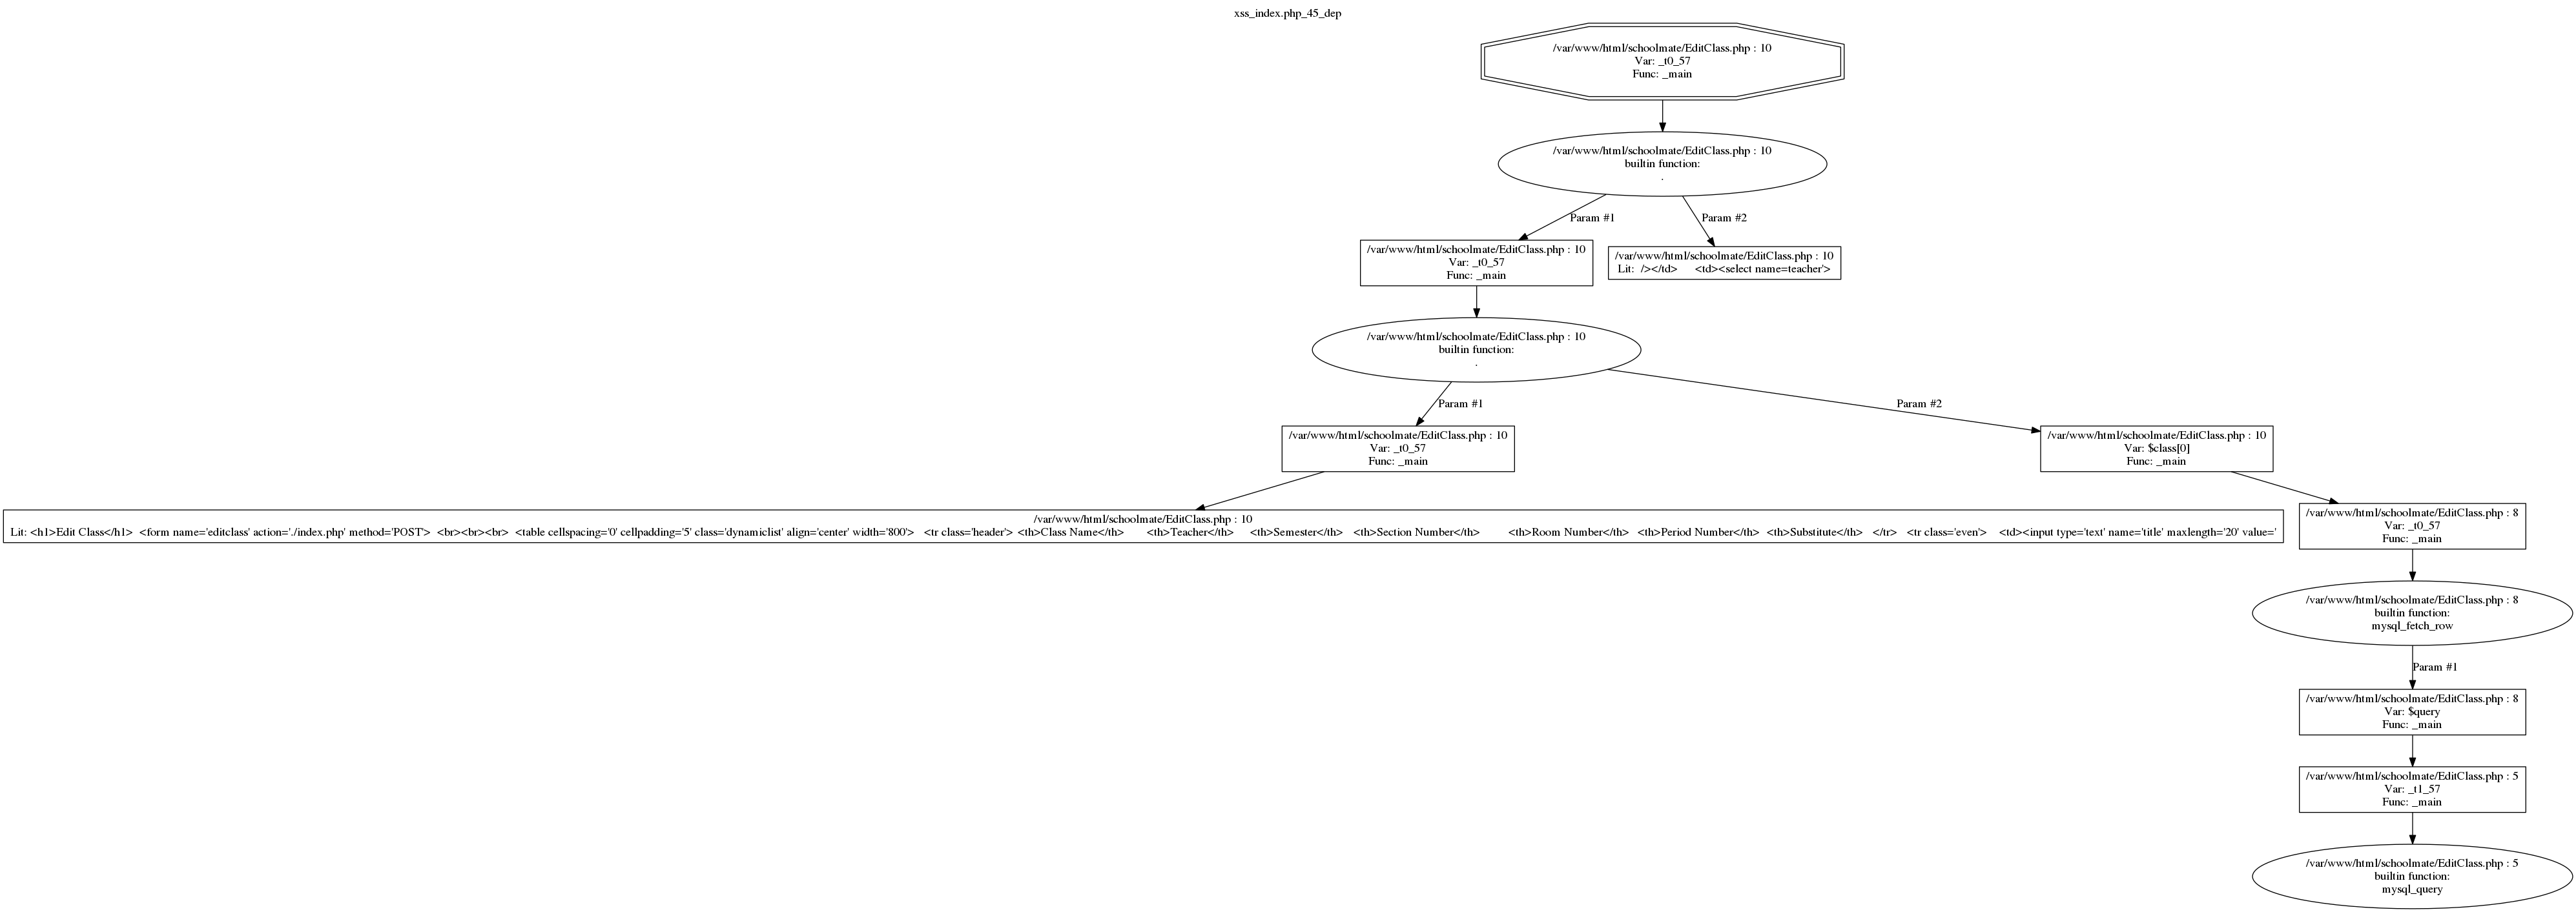 xss_index.php_45_dep
/var/www/html/schoolmate/EditClass.php : 10
Var: _t0_57
Func: _main
/var/www/html/schoolmate/EditClass.php : 10
builtin function:
.
Param #1
Param #2
/var/www/html/schoolmate/EditClass.php : 10
Var: _t0_57
Func: _main
/var/www/html/schoolmate/EditClass.php : 10
Lit: /></td> <td><select name=teacher'>
/var/www/html/schoolmate/EditClass.php : 10
builtin function:
.
Param #1
Param #2
/var/www/html/schoolmate/EditClass.php : 10
Var: _t0_57
Func: _main
/var/www/html/schoolmate/EditClass.php : 10
Var: $class[0]
Func: _main
/var/www/html/schoolmate/EditClass.php : 10
Lit: <h1>Edit Class</h1> <form name='editclass' action='./index.php' method='POST'> <br><br><br> <table cellspacing='0' cellpadding='5' class='dynamiclist' align='center' width='800'> <tr class='header'> <th>Class Name</th> <th>Teacher</th> <th>Semester</th> <th>Section Number</th> <th>Room Number</th> <th>Period Number</th> <th>Substitute</th> </tr> <tr class='even'> <td><input type='text' name='title' maxlength='20' value='
/var/www/html/schoolmate/EditClass.php : 8
Var: _t0_57
Func: _main
/var/www/html/schoolmate/EditClass.php : 8
builtin function:
mysql_fetch_row
Param #1
/var/www/html/schoolmate/EditClass.php : 8
Var: $query
Func: _main
/var/www/html/schoolmate/EditClass.php : 5
Var: _t1_57
Func: _main
/var/www/html/schoolmate/EditClass.php : 5
builtin function:
mysql_query